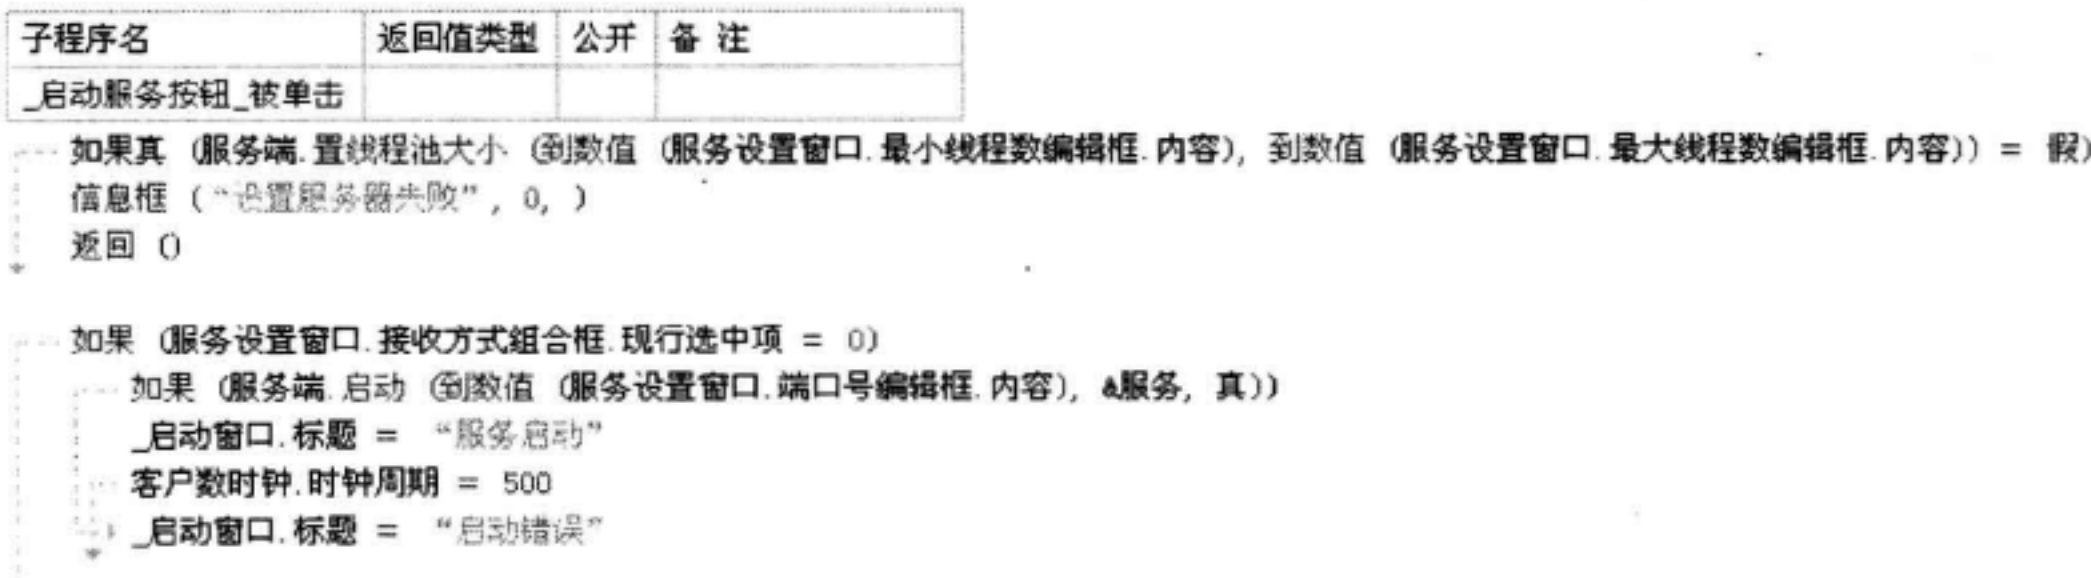 子程序名 返回值类型 公开 备 注
_启动服务按钮_被单击
如果真 (服务端.置线程池大小 (到数值 (服务设置窗口.最小线程数编辑框.内容), 到数值 (服务设置窗口.最大线程数编辑框.内容)) = 假)
信息框 (“设置服务器失败”, 0, )
返回 ()
如果 (服务设置窗口.接收方式组合框.现行选中项 = 0)
如果 (服务端.启动 (到数值 (服务设置窗口.端口号编辑框.内容), &服务, 真))
_启动窗口.标题 = “服务启动”
客户数时钟.时钟周期 = 500
_启动窗口.标题 = “启动错误”